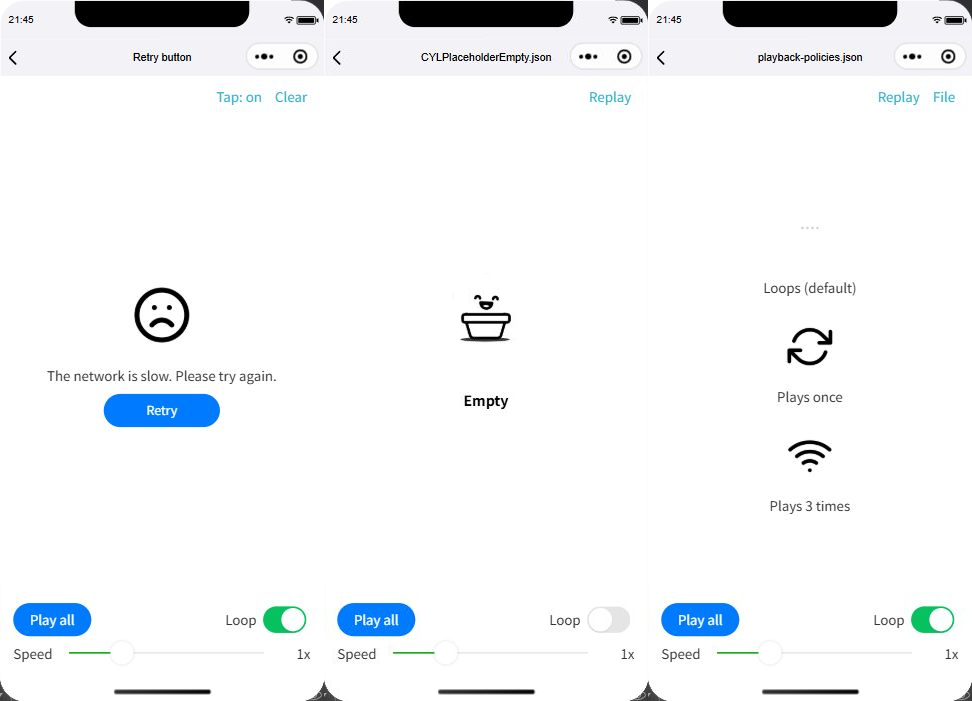 21:45
Retry button
Tap: on Clear
The network is slow. Please try again.
Retry
Play all
Loop
Speed
1x
21:45
CYLPlaceholderEmpty.json
Replay
Empty
Play all
Loop
Speed
1x
21:45
playback-policies.json
Replay File
Loops (default)
Plays once
Plays 3 times
Play all
Loop
Speed
1x